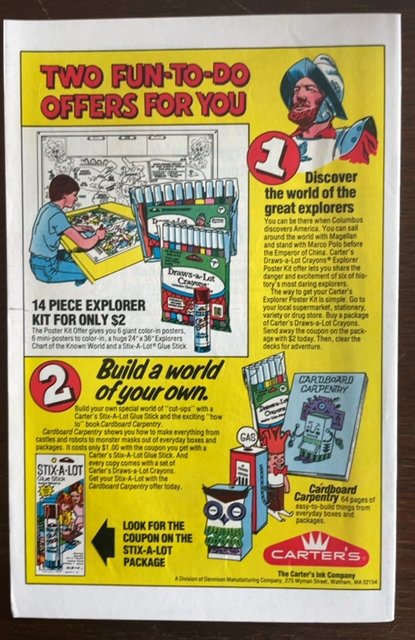 TWO FUN-TO-DO
OFFERS FOR YOU
1
Discover
the world of the
great explorers
You can be there when Columbus
discovers America. You can sail
around the world with Magellan
and stand with Marco Polo before
the Emperor of China. Carter's
Draws-a-Lot Crayons® Explorer
Poster Kit offer lets you share the
danger and excitement of six of his-
tory's most daring explorers.
The way to get your Carter's
Explorer Poster Kit is simple. Go to
your local supermarket, stationery,
variety or drug store. Buy a package
of Carter's Draws-a-Lot Crayons.
Send away the coupon on the pack-
age with $2 today. Then, clear the
decks for adventure.
Draws-a-Lot
Crayons
14 PIECE EXPLORER
KIT FOR ONLY $2
The Poster Kit Offer gives you 6 giant color-in posters,
6 mini-posters to color-in, a huge 24"x 36" Explorers
Chart of the Known World and a Stix-A-Lot® Glue Stick.
2
Build a world
of your own.
Build your own special world of "cut-ups" with a
Carter's Stix-A-Lot Glue Stick and the exciting "how
to" book Cardboard Carpentry.
Cardboard Carpentry shows you how to make everything from
castles and robots to monster masks out of everyday boxes and
packages. It costs only $1.00 with the coupon you get with a
Carter's Stix-A-Lot Glue Stick. And
every copy comes with a set of
Carter's Draws-A-Lot Crayons.
Get your Stix-A-Lot with the
Cardboard Carpentry offer today.
STIX-A-LOT
Glue Stick
LOOK FOR THE
COUPON ON THE
STIX-A-LOT
PACKAGE
GAS
CARDBOARD
CARPENTRY
Cardboard
Carpentry 64 pages of
easy-to-build things from
everyday boxes and
packages.
CARTER'S
The Carter's Ink Company
A Division of Dennison Manufacturing Company, 275 Wyman Street, Waltham, MA 02154